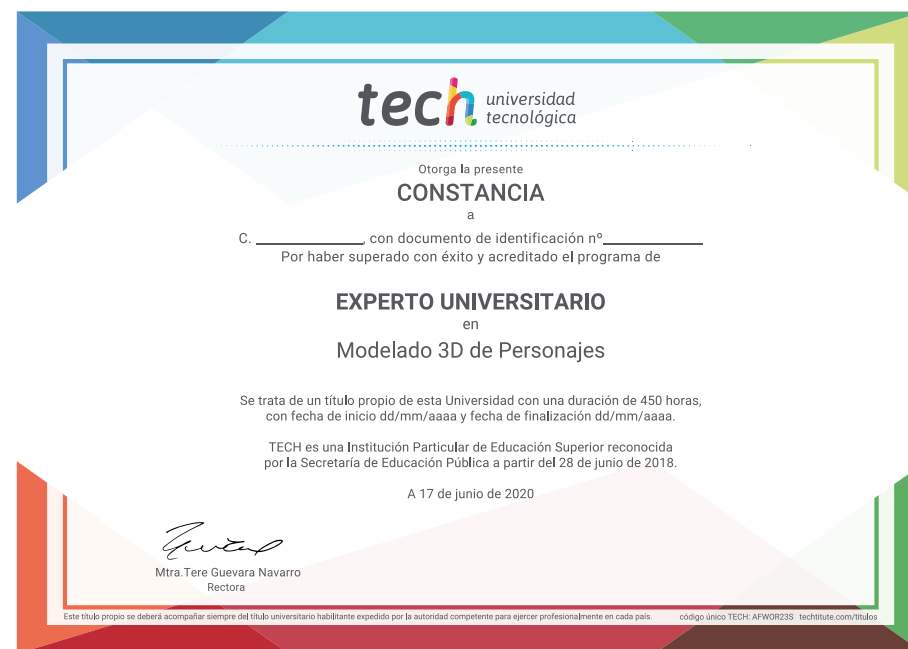 tech universidad
tecnológica
Otorga la presente
CONSTANCIA
a
C. ____________, con documento de identificación nº____________
Por haber superado con éxito y acreditado el programa de
EXPERTO UNIVERSITARIO
en
Modelado 3D de Personajes
Se trata de un título propio de esta Universidad con una duración de 450 horas,
con fecha de inicio dd/mm/aaaa y fecha de finalización dd/mm/aaaa.
TECH es una Institución Particular de Educación Superior reconocida
por la Secretaría de Educación Pública a partir del 28 de junio de 2018.
A 17 de junio de 2020
Mtra.Tere Guevara Navarro
Rectora
Este título propio se deberá acompañar siempre del título universitario habilitante expedido por la autoridad competente para ejercer profesionalmente en cada país. código único TECH: AFWOR23S techtitute.com/titulos